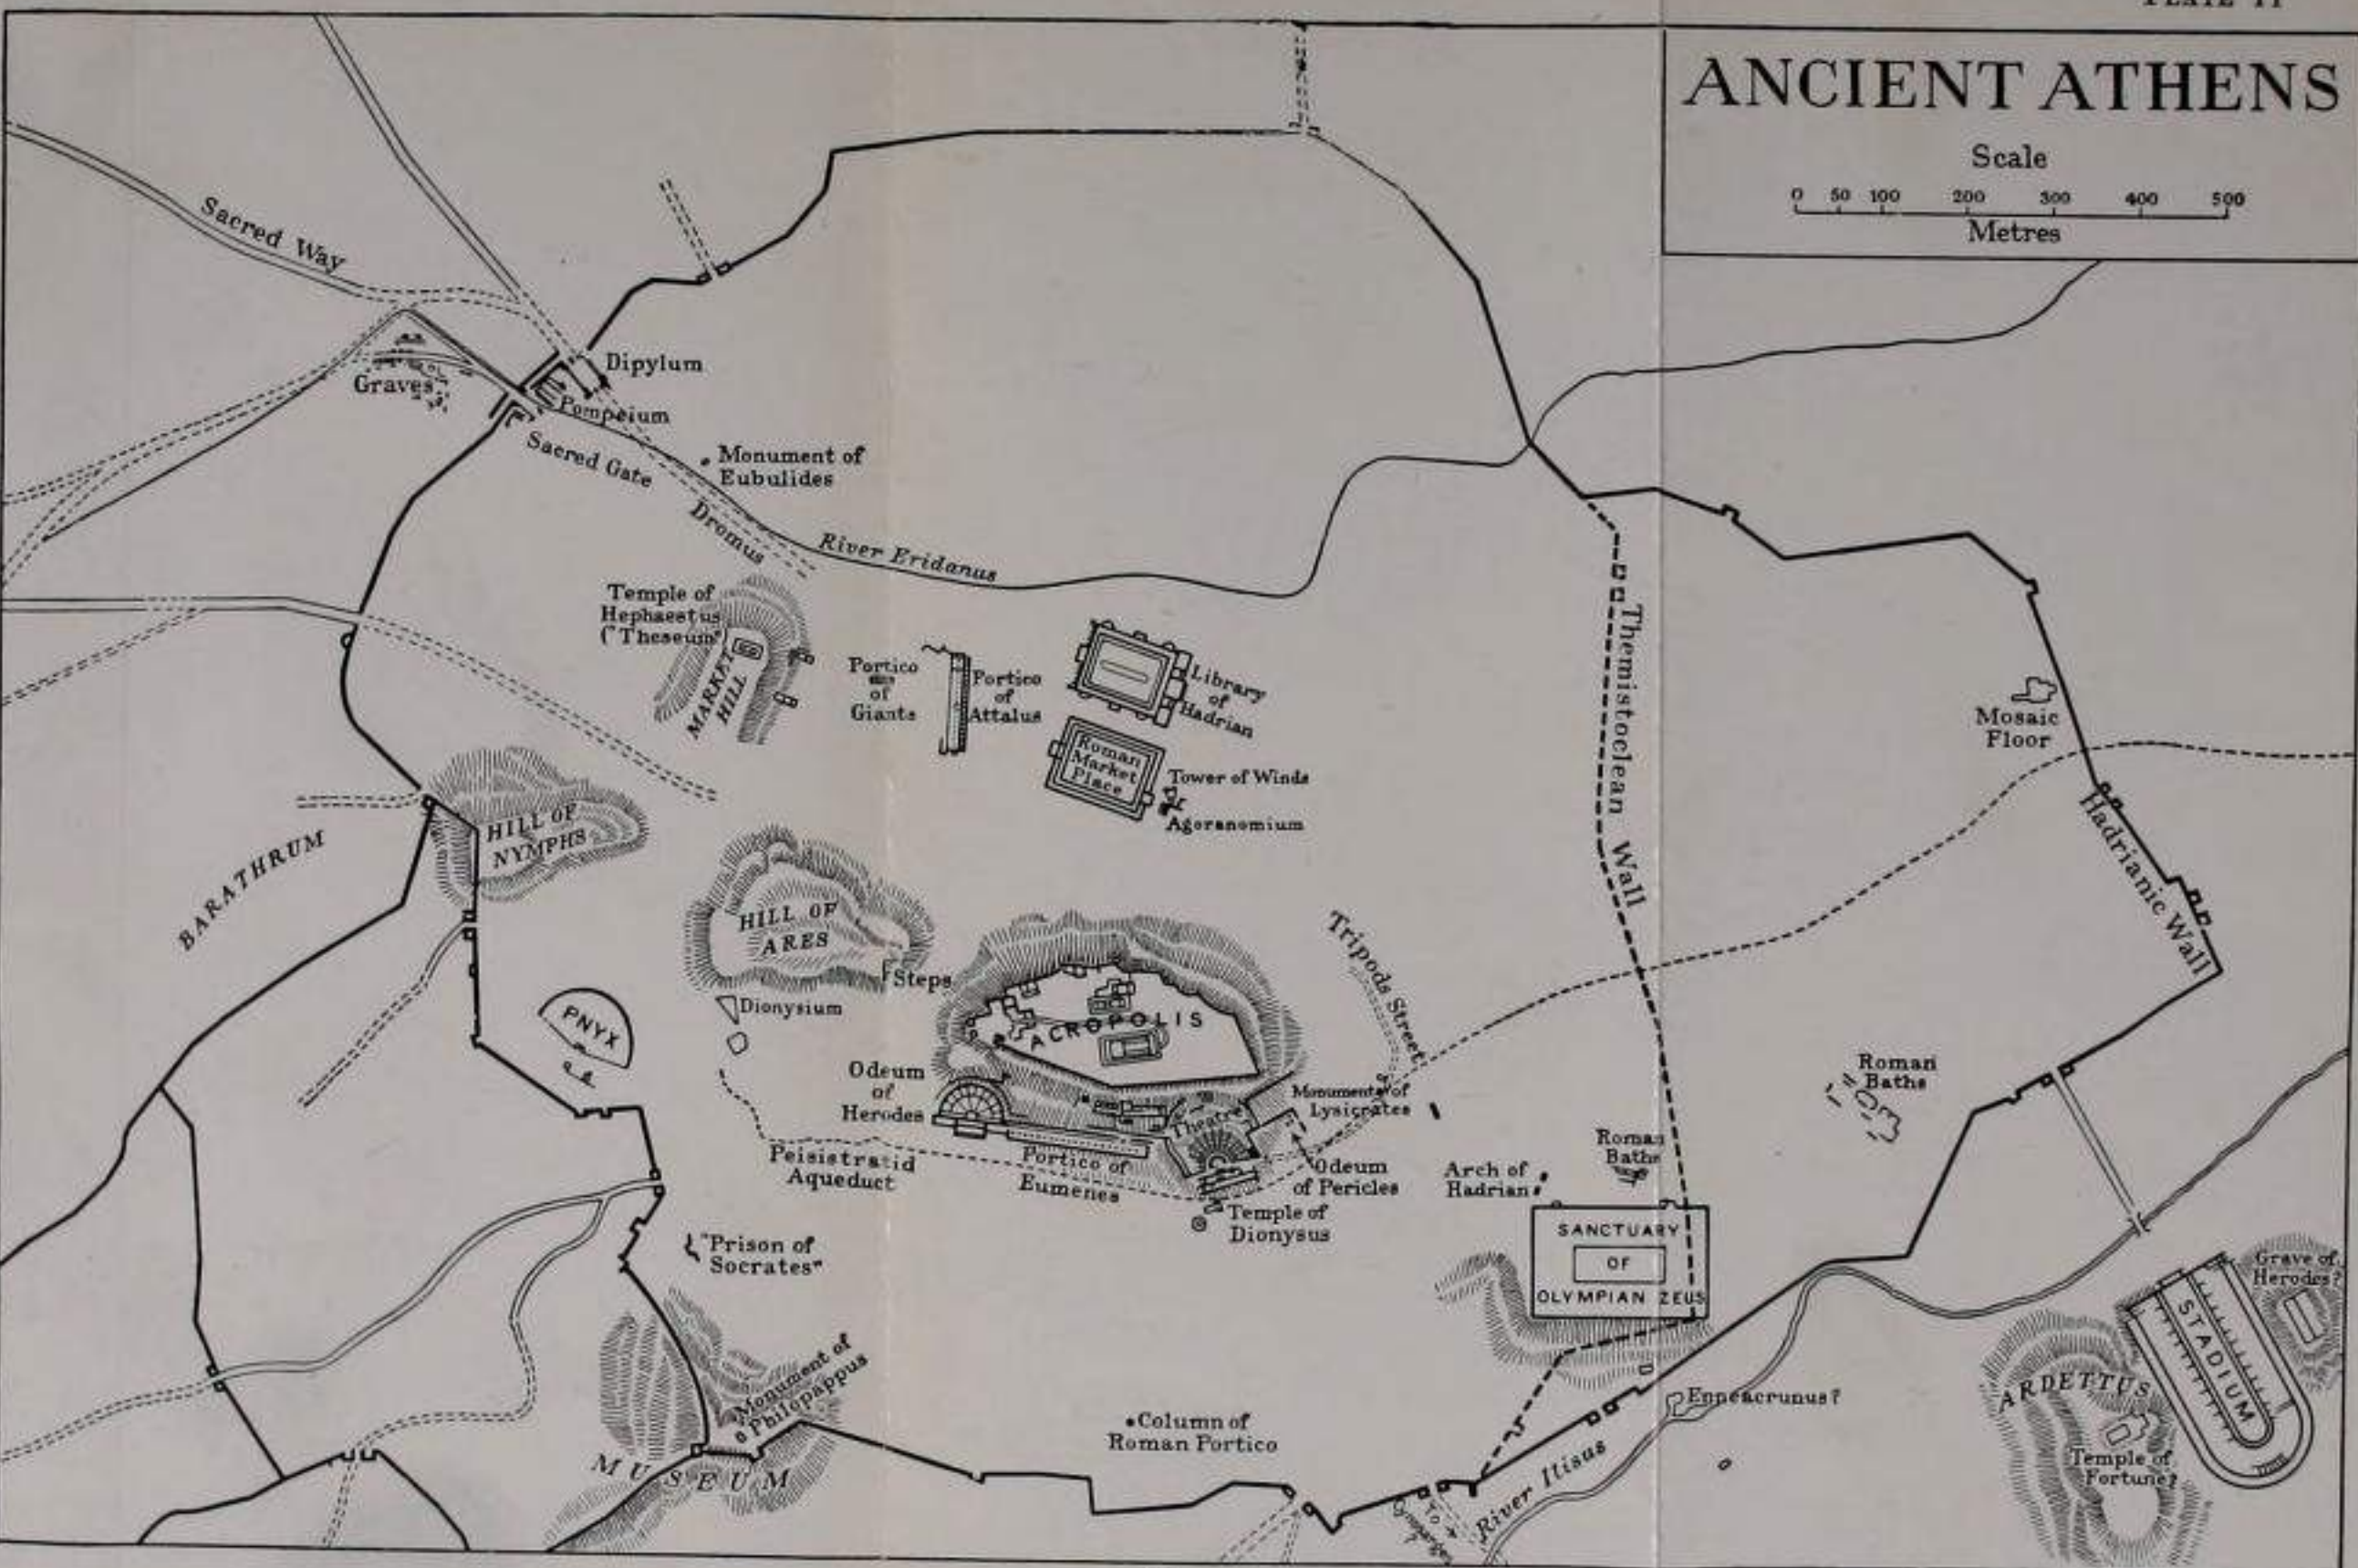 PLATE II
ANCIENT ATHENS
Scale
0 50 100 200 300 400 500
Metres
Sacred Way
Graves
Dipylum
Pompeium
Sacred Gate
Monument of
Eubulides
Dromus
River Eridanus
Temple of
Hephaestus
("Theseum")
MARKET
HILL
Portico
of
Giants
Portico
of
Attalus
Library
of
Hadrian
Roman
Market
Place
Tower of Winds
Agoranomium
Themistoclean Wall
Mosaic
Floor
Hadrianic Wall
BARATHRUM
HILL OF
NYMPHS
HILL OF
ARES
Steps
PNYX
Dionysium
ACROPOLIS
Tripods Street
Odeum
of
Herodes
Theatre
Monument of
Lysicrates
Roman
Baths
Peisistratid
Aqueduct
Portico of
Eumenes
Odeum
of Pericles
Arch of
Hadrian
Roman
Baths
Temple of
Dionysus
"Prison of
Socrates"
SANCTUARY
OF
OLYMPIAN ZEUS
Grave of
Herodes?
STADIUM
ARDETTUS
Temple of
Fortune?
Monument of
Philopappus
MUSEUM
Column of
Roman Portico
Enneacrunus?
River Ilisus
To